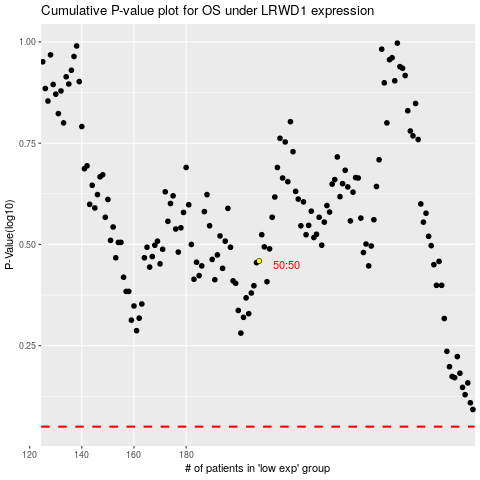 Cumulative P-value plot for OS under LRWD1 expression
P-Value(log10)
1.00
0.75
0.50
0.25
50:50
120 140 160 180
# of patients in 'low exp' group